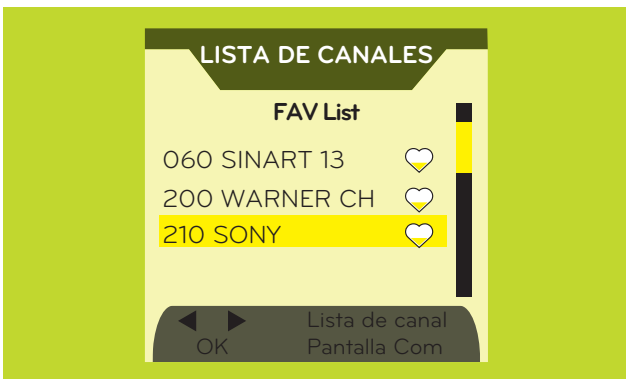 LISTA DE CANALES
FAV List
060 SINART 13
200 WARNER CH
210 SONY
Lista de canal
OK Pantalla Com